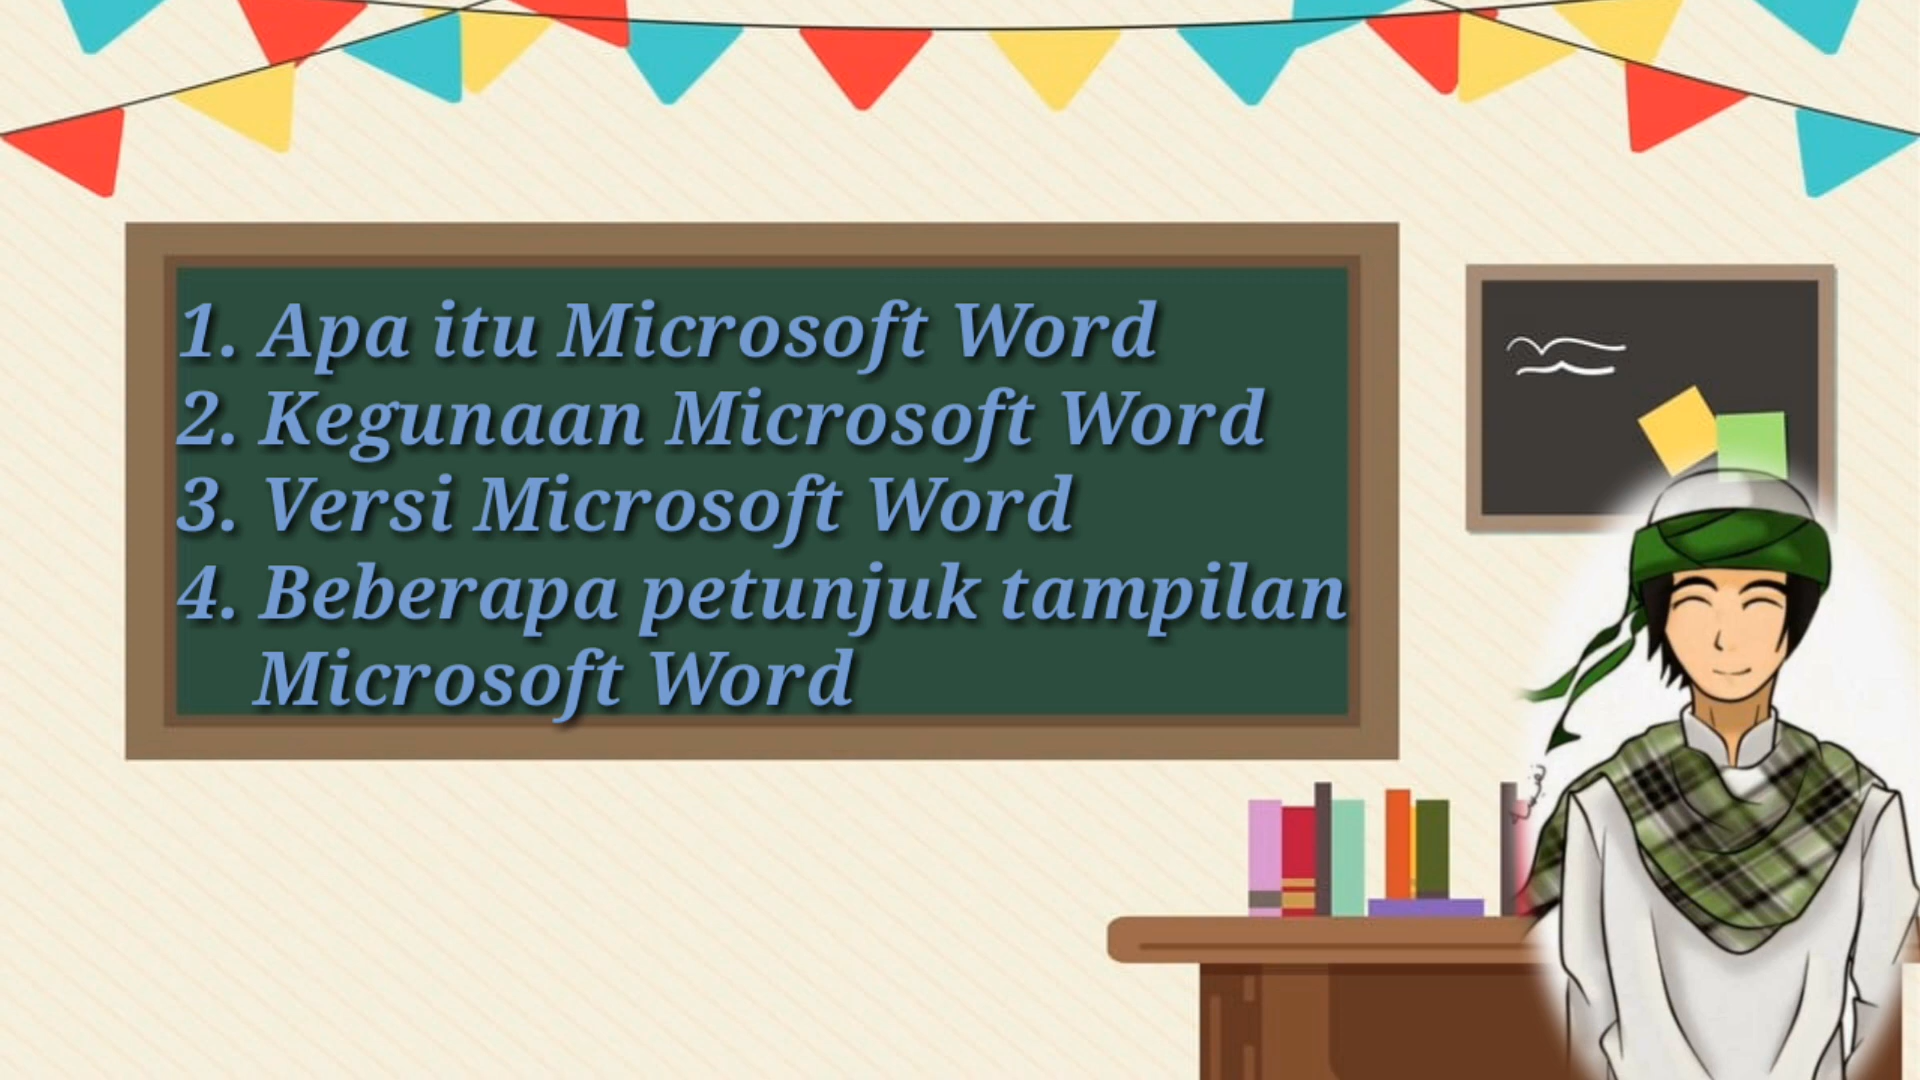 1. Apa itu Microsoft Word
2. Kegunaan Microsoft Word
3. Versi Microsoft Word
4. Beberapa petunjuk tampilan
Microsoft Word